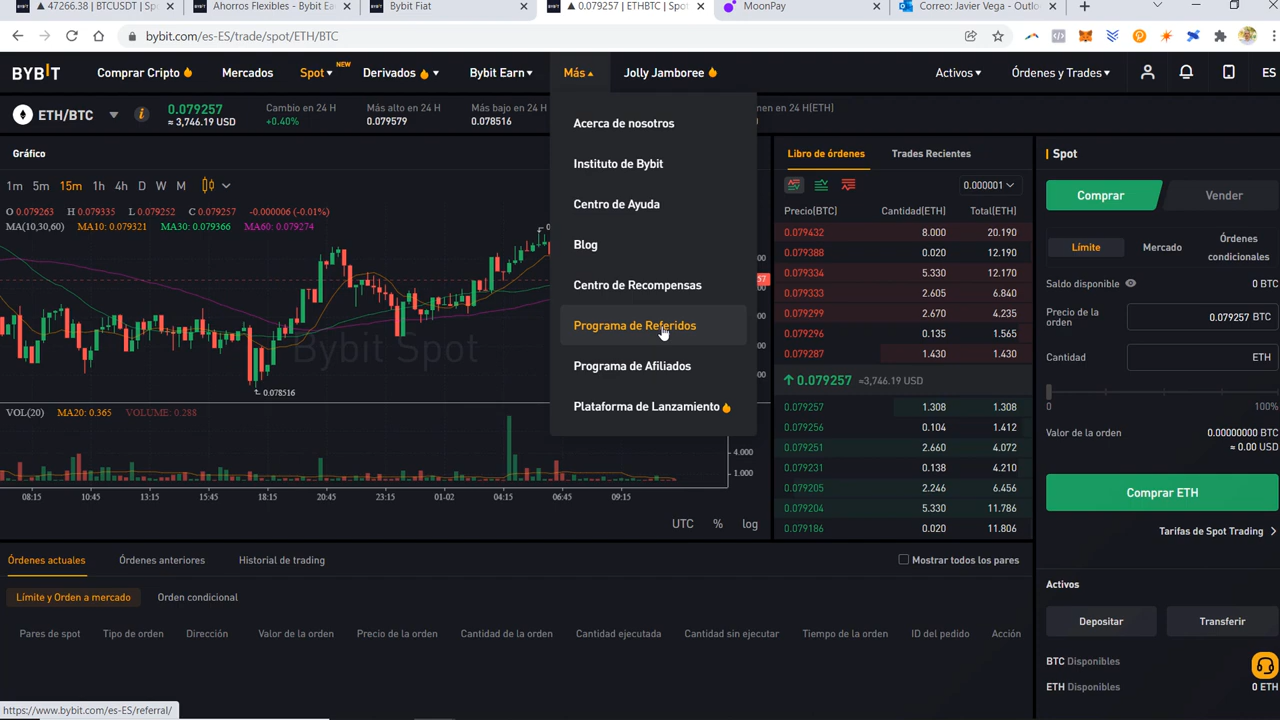 ▲ 47266.38 | BTCUSDT | Spot
Ahorros Flexibles - Bybit Ea
Bybit Fiat
▲ 0.079257 | ETHBTC | Spot
MoonPay
Correo: Javier Vega - Outlo
bybit.com/es-ES/trade/spot/ETH/BTC
BYBIT
Comprar Cripto
Mercados
Spot
NEW
Derivados
Bybit Earn
Más
Jolly Jamboree
Activos
Órdenes y Trades
ES
ETH/BTC
0.079257
≈ 3,746.19 USD
Cambio en 24 H
+0.40%
Más alto en 24 H
0.079579
Más bajo en 24 H
0.078516
men en 24 H[ETH]
Acerca de nosotros
Instituto de Bybit
Centro de Ayuda
Blog
Centro de Recompensas
Programa de Referidos
Programa de Afiliados
Plataforma de Lanzamiento
Gráfico
1m 5m 15m 1h 4h D W M
O 0.079263 H 0.079335 L 0.079252 C 0.079257 -0.000006 (-0.01%)
MA(10,30,60) MA10: 0.079321 MA30: 0.079366 MA60: 0.079274
Bybit Spot
0.078516
VOL(20) MA20: 0.365 VOLUME: 0.288
4.000
1.000
08:15 10:45 13:15 15:45 18:15 20:45 23:15 01-02 04:15 06:45 09:15
UTC % log
Libro de órdenes
Trades Recientes
0.000001
Precio(BTC) Cantidad(ETH) Total(ETH)
0.079432 8.000 20.190
0.079388 0.020 12.190
0.079334 5.330 12.170
0.079333 2.605 6.840
0.079299 2.670 4.235
0.079296 0.135 1.565
0.079287 1.430 1.430
0.079257 ≈3,746.19 USD
0.079257 1.308 1.308
0.079256 0.104 1.412
0.079251 2.660 4.072
0.079231 0.138 4.210
0.079205 2.246 6.456
0.079204 5.330 11.786
0.079186 0.020 11.806
Spot
Comprar
Vender
Límite
Mercado
Órdenes
condicionales
Saldo disponible
0 BTC
Precio de la
orden
0.079257 BTC
Cantidad
ETH
0
100%
Valor de la orden
0.00000000 BTC
≈ 0.00 USD
Comprar ETH
Tarifas de Spot Trading
Activos
Depositar
Transferir
BTC Disponibles
ETH Disponibles
0 ETH
Órdenes actuales
Órdenes anteriores
Historial de trading
Mostrar todos los pares
Límite y Orden a mercado
Orden condicional
Pares de spot
Tipo de orden
Dirección
Valor de la orden
Precio de la orden
Cantidad de la orden
Cantidad ejecutada
Cantidad sin ejecutar
Tiempo de la orden
ID del pedido
Acción
https://www.bybit.com/es-ES/referral/